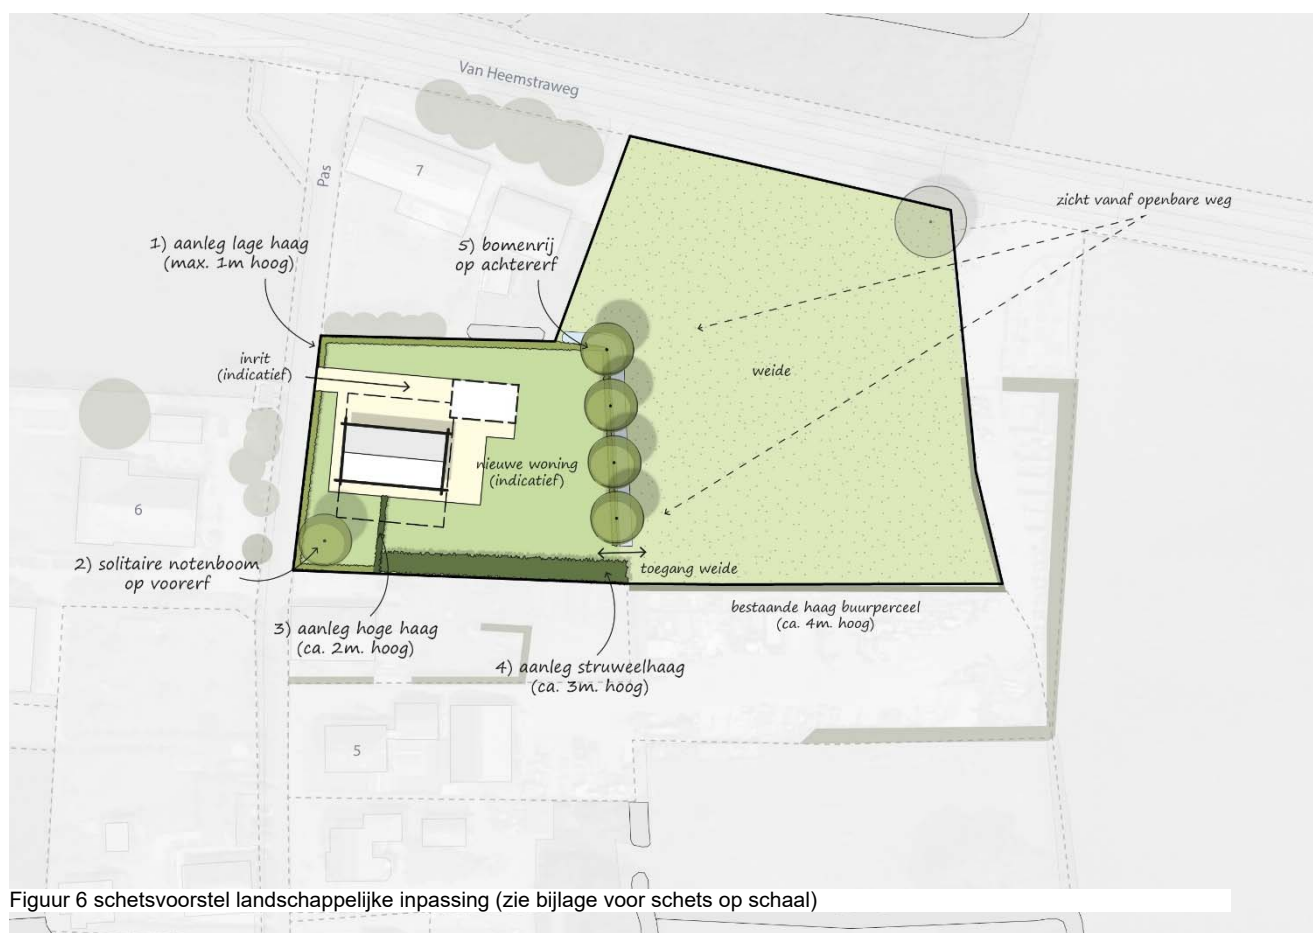 Van Heemstraweg
Pas
7
zicht vanaf openbare weg
1) aanleg lage haag
(max. 1m hoog)
5) bomenrij
op achtererf
inrit
(indicatief)
weide
nieuwe woning
(indicatief)
6
2) solitaire notenboom
op voorerf
toegang weide
bestaande haag buurperceel
(ca. 4m. hoog)
3) aanleg hoge haag
(ca. 2m. hoog)
4) aanleg struweelhaag
(ca. 3m. hoog)
5
Figuur 6 schetsvoorstel landschappelijke inpassing (zie bijlage voor schets op schaal)